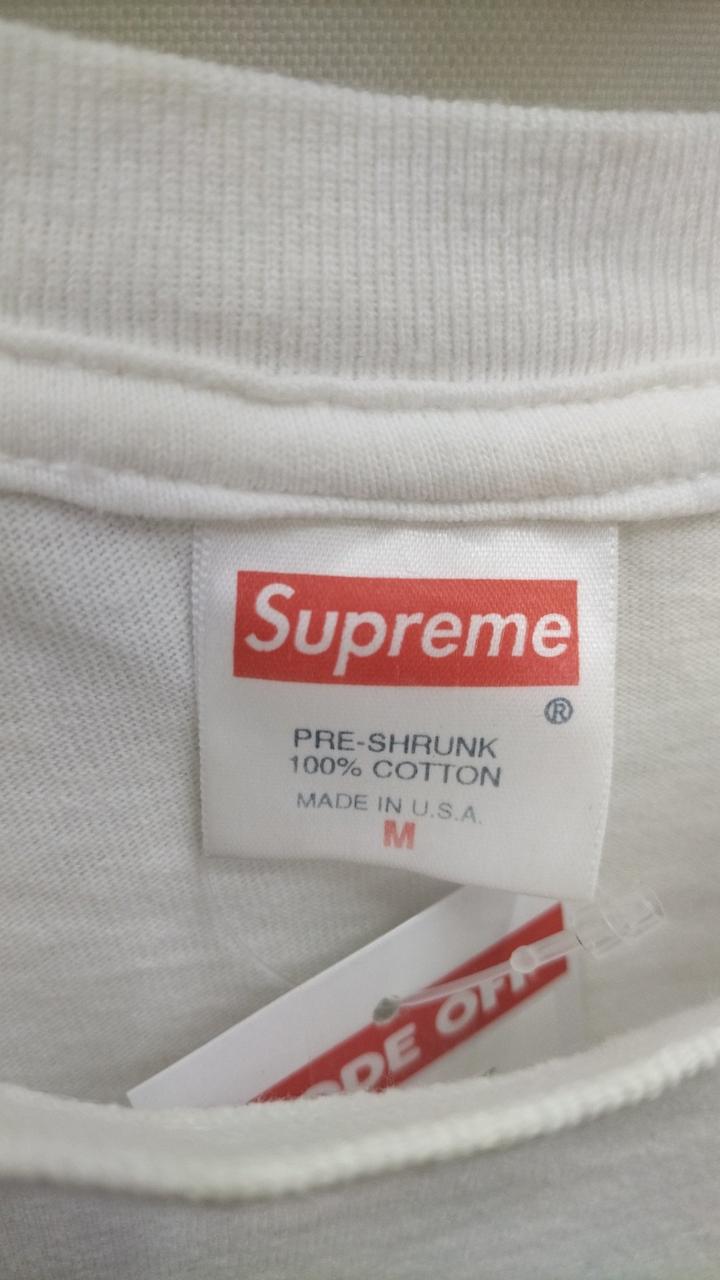 Supreme
®
PRE-SHRUNK
100% COTTON
MADE IN U.S.A.
M